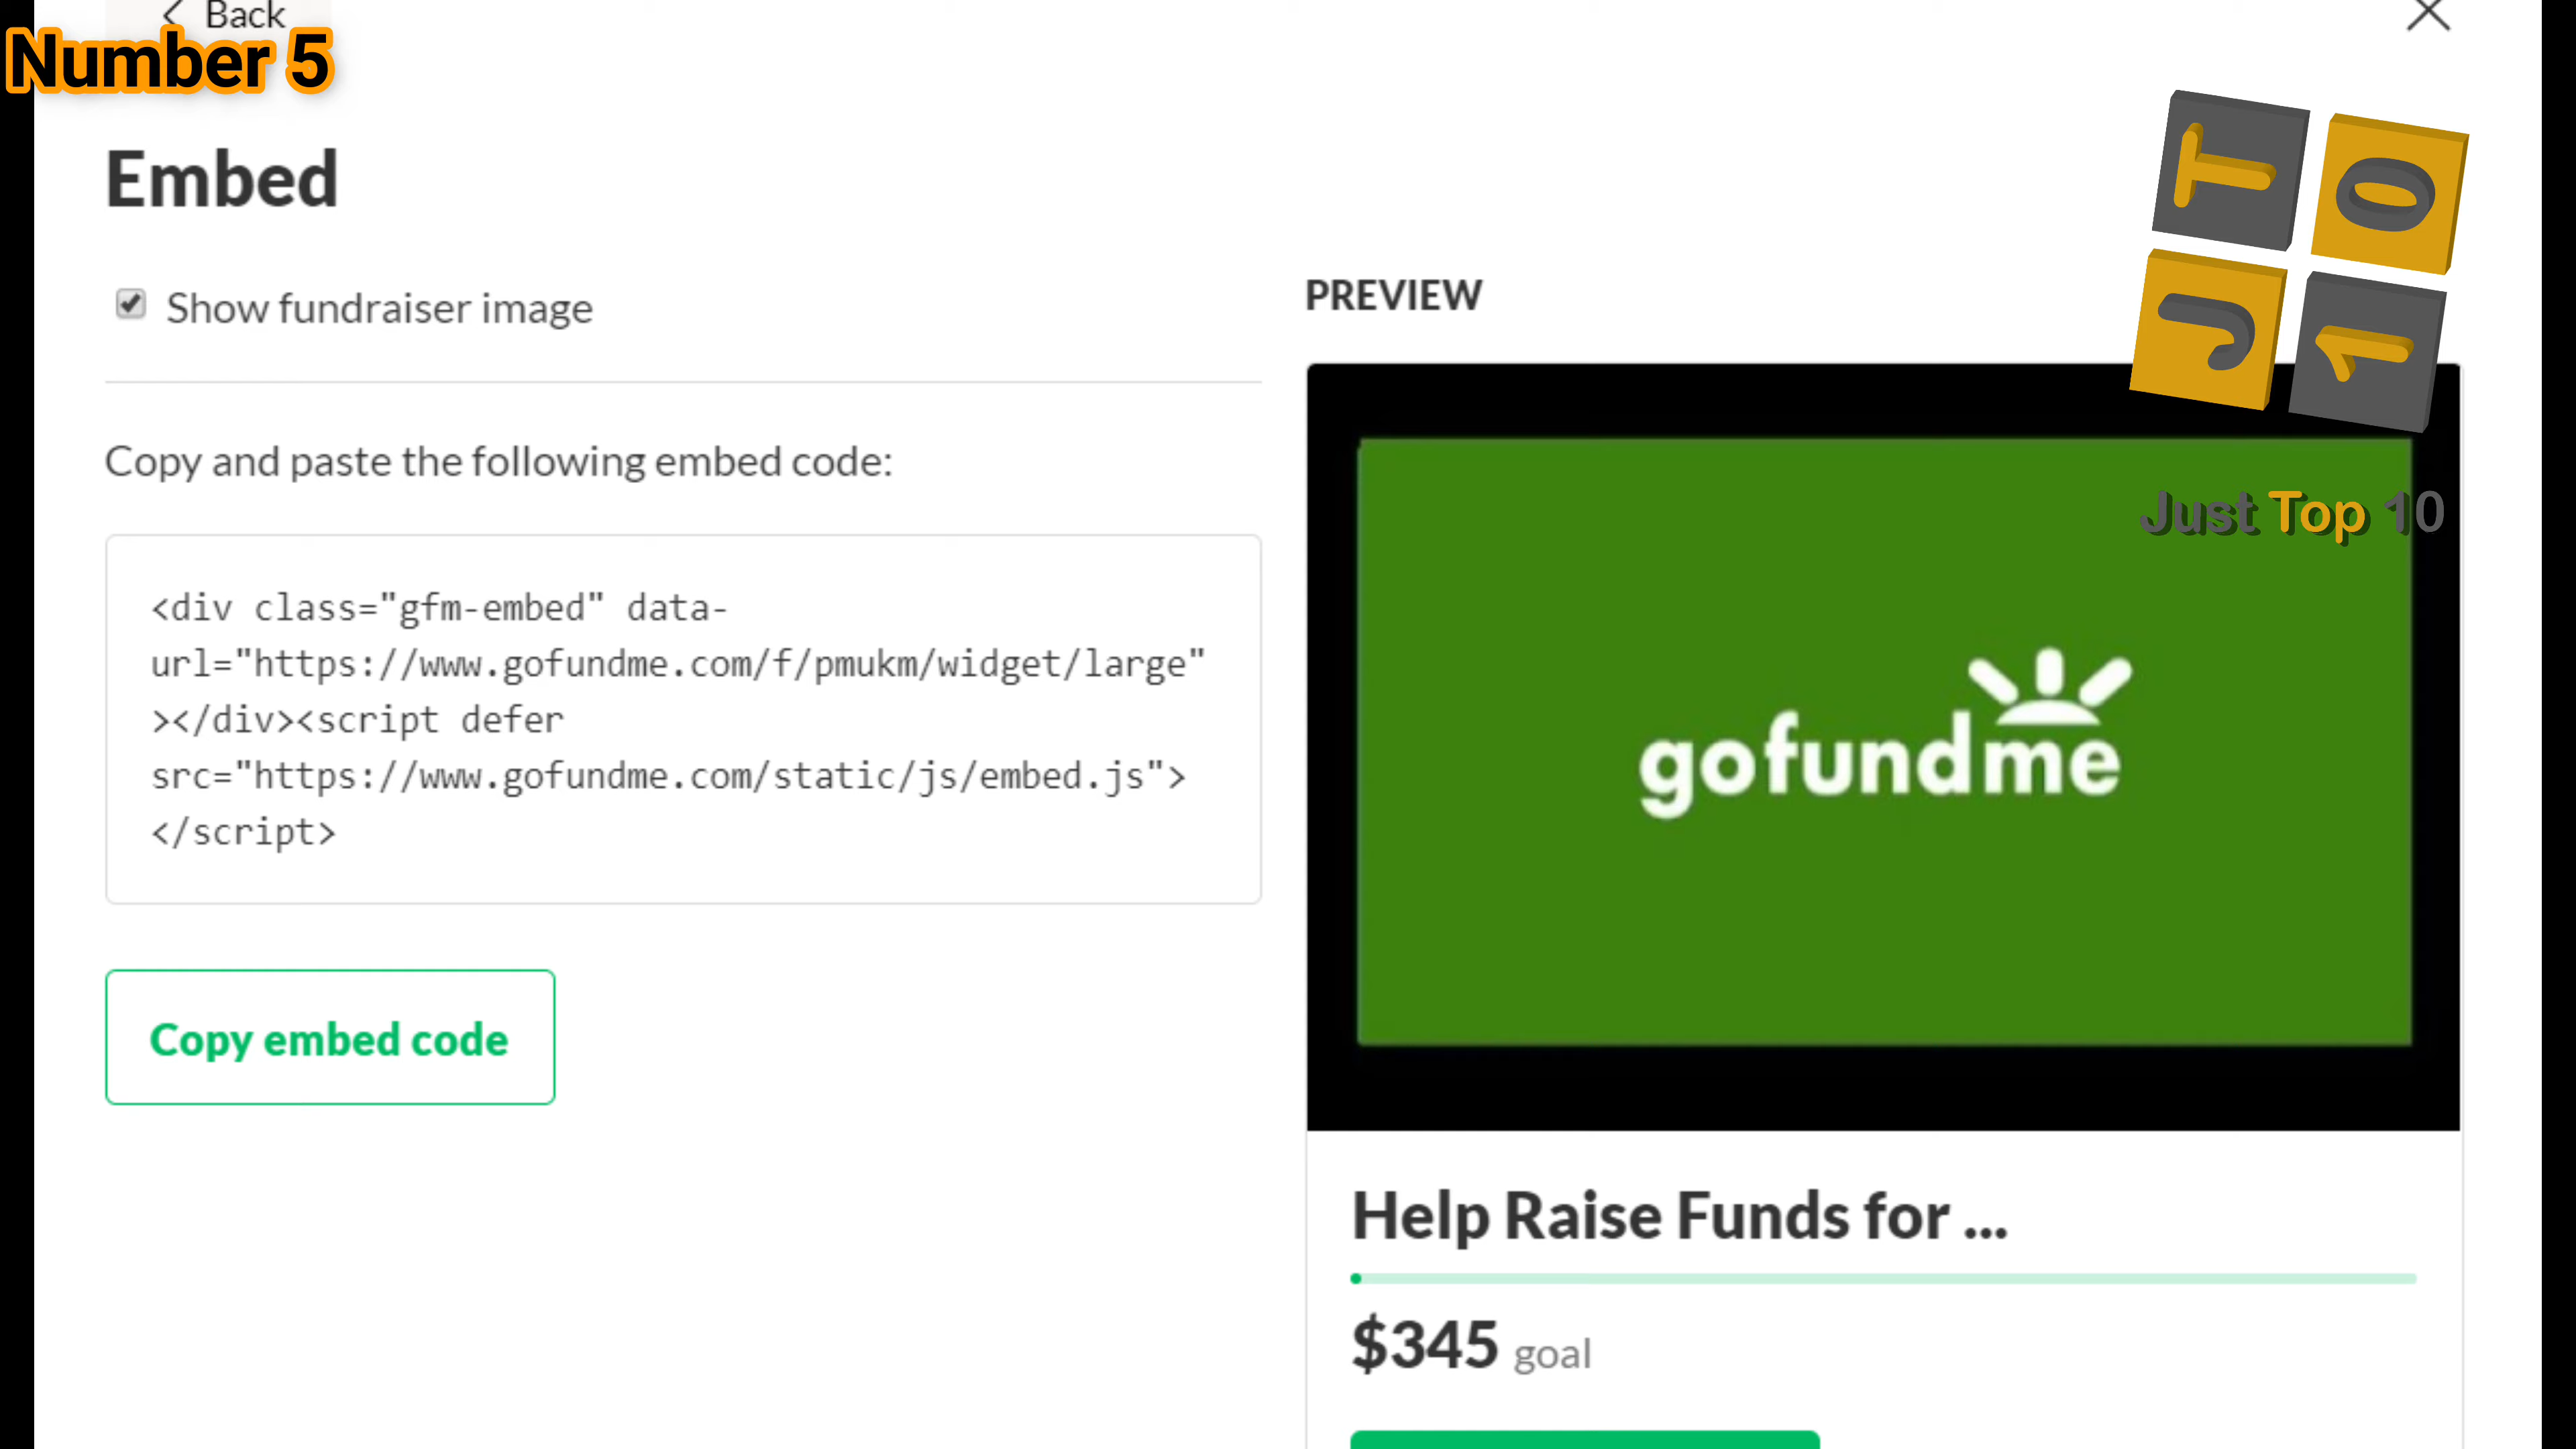 Back
Number 5
Embed
Show fundraiser image
PREVIEW
T O
J 1
Just Top 10
Copy and paste the following embed code:
<div class="gfm-embed" data-
url="https://www.gofundme.com/f/pmukm/widget/large"
></div><script defer
src="https://www.gofundme.com/static/js/embed.js">
</script>
Copy embed code
gofundme
Help Raise Funds for ...
$345 goal